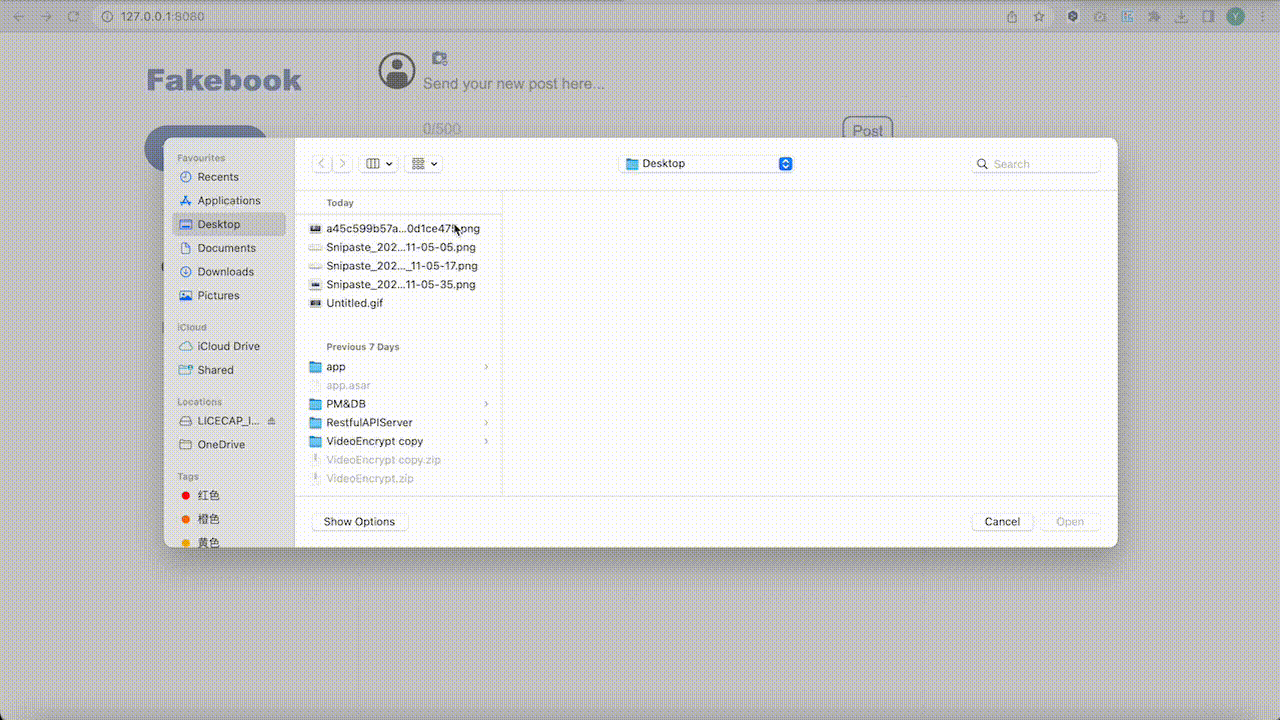 127.0.0.1:8080
Fakebook
Send your new post here...
0/500
Post
Favourites
Recents
Applications
Desktop
Documents
Downloads
Pictures
iCloud
iCloud Drive
Shared
Locations
LICECAP_I...
OneDrive
Tags
红色
橙色
黄色
Desktop
Search
Today
a45c599b57a...0d1ce475.png
Snipaste_202...11-05-05.png
Snipaste_202..._11-05-17.png
Snipaste_202...11-05-35.png
Untitled.gif
Previous 7 Days
app
app.asar
PM&DB
RestfulAPIServer
VideoEncrypt copy
VideoEncrypt copy.zip
VideoEncrypt.zip
Show Options
Cancel
Open
Y